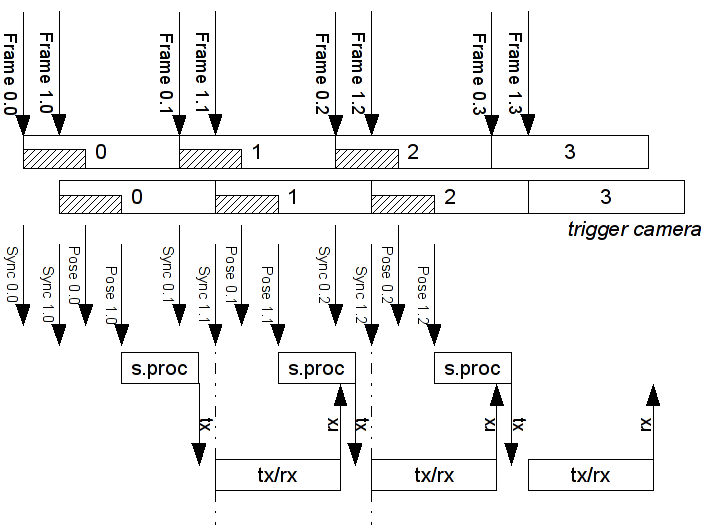 Frame 0.0
Frame 1.0
Frame 0.1
Frame 1.1
Frame 0.2
Frame 1.2
Frame 0.3
Frame 1.3
0
1
2
3
0
1
2
3
trigger camera
Sync 0.0
Sync 1.0
Pose 0.0
Pose 1.0
Sync 0.1
Sync 1.1
Pose 0.1
Pose 1.1
Sync 0.2
Sync 1.2
Pose 0.2
Pose 1.2
s.proc
s.proc
s.proc
tx
rx
tx
rx
tx
rx
tx/rx
tx/rx
tx/rx